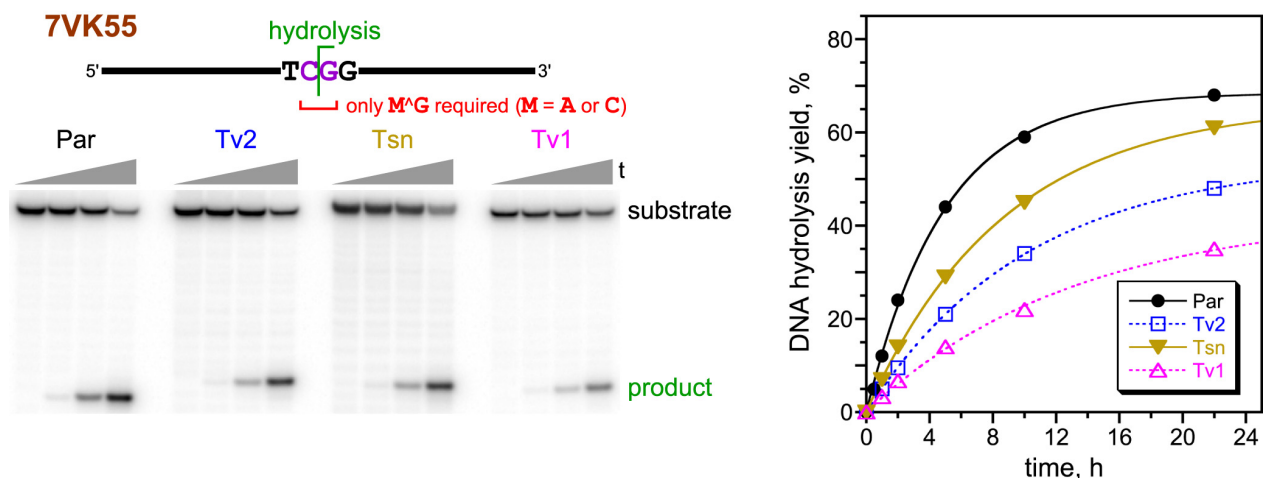 7VK55
hydrolysis
5' TCGG 3'
only M^G required (M = A or C)
Par Tv2 Tsn Tv1
t
substrate
product
DNA hydrolysis yield, %
80
60
40
20
0
0 4 8 12 16 20 24
time, h
Par
Tv2
Tsn
Tv1